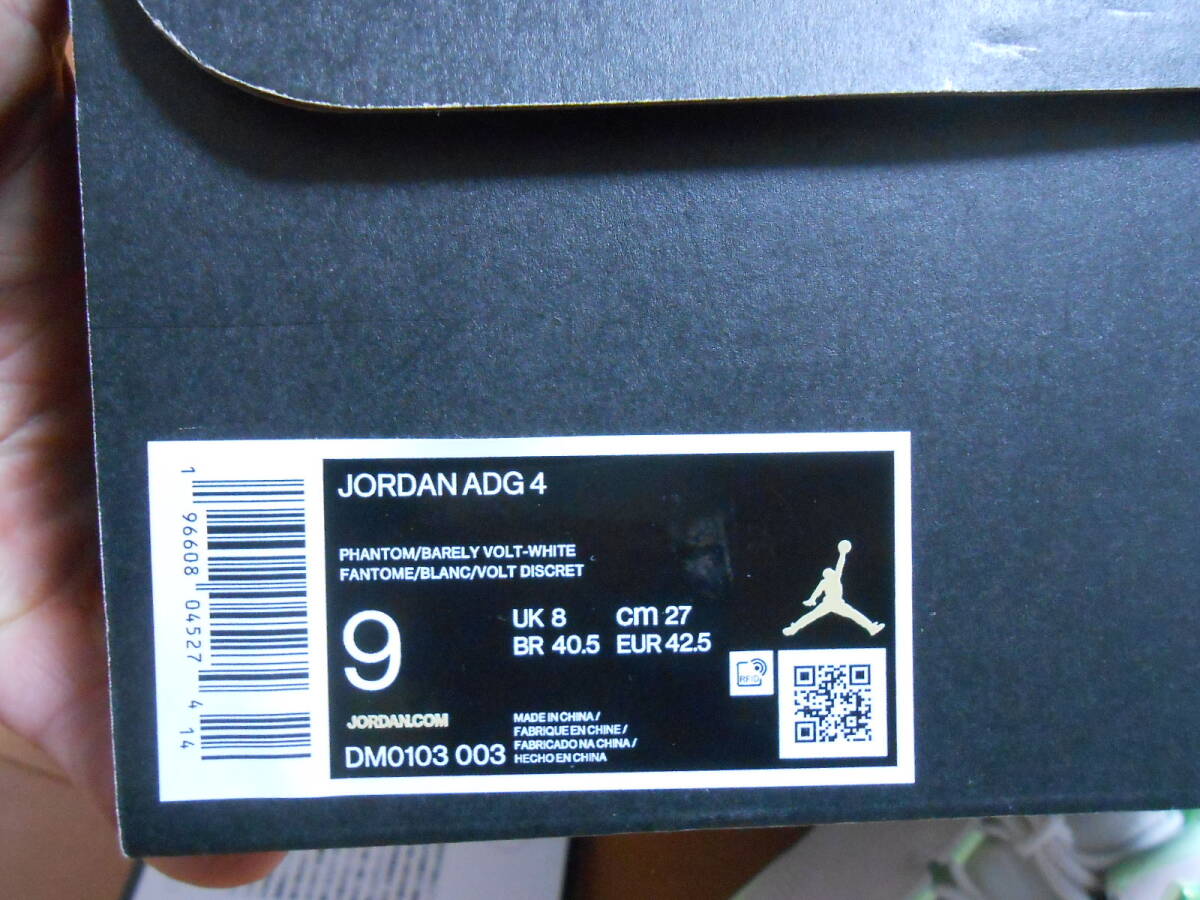 JORDAN ADG 4
PHANTOM/BARELY VOLT-WHITE
FANTOME/BLANC/VOLT DISCRET
9
UK 8 cm 27
BR 40.5 EUR 42.5
RFID
JORDAN.COM
DM0103 003
MADE IN CHINA /
FABRIQUE EN CHINE /
FABRICADO NA CHINA /
HECHO EN CHINA
1 96608 04527 4 14